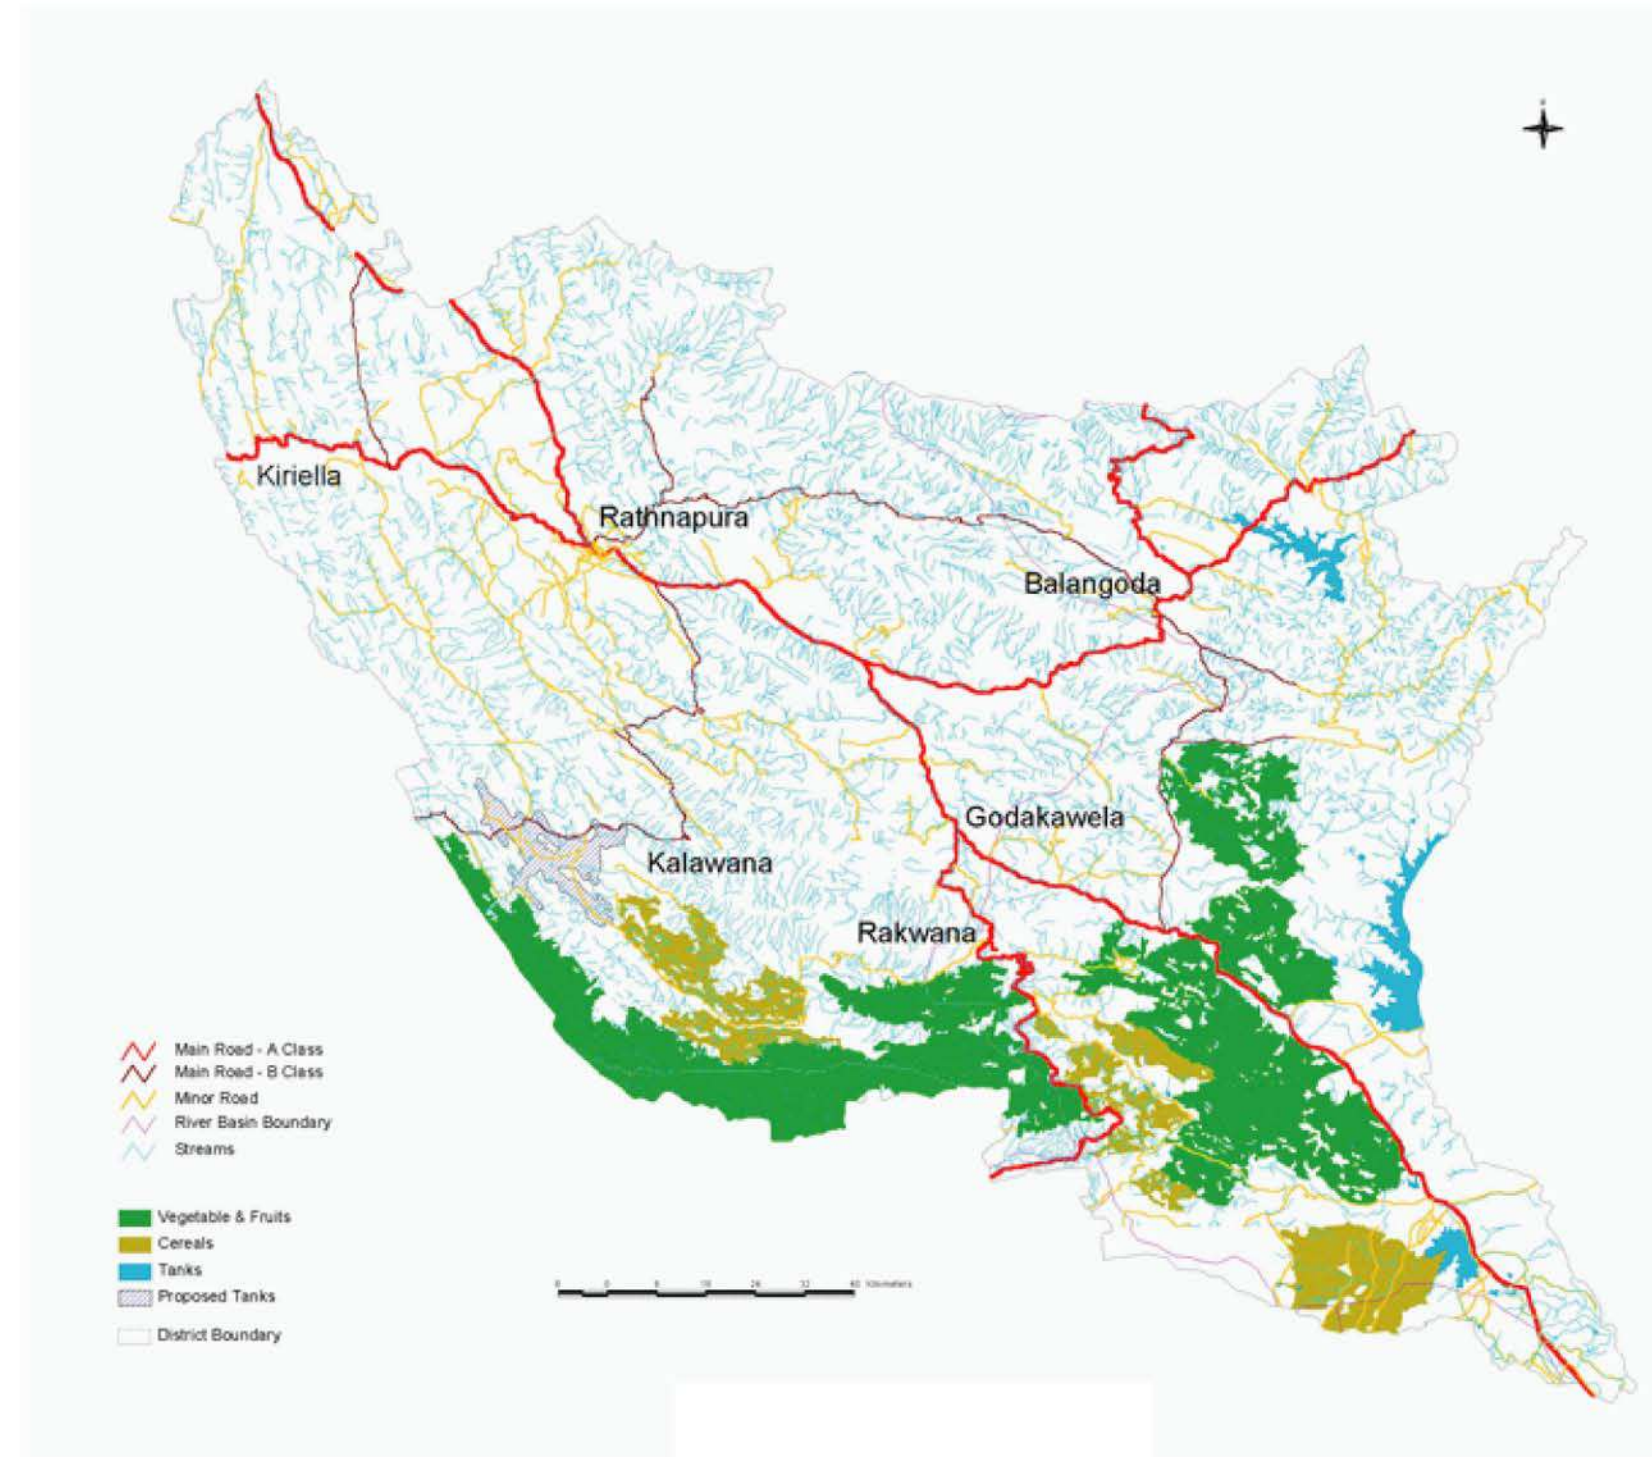 Kiriella
Rathnapura
Balangoda
Godakawela
Kalawana
Rakwana
Main Road - A Class
Main Road - B Class
Minor Road
River Basin Boundary
Streams
Vegetable & Fruits
Cereals
Tanks
Proposed Tanks
District Boundary
Kilometers